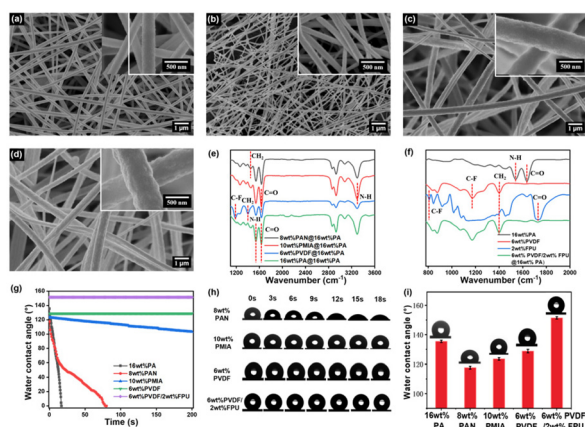 (a)
500 nm
1 μm
(b)
500 nm
1 μm
(c)
500 nm
1 μm
(d)
500 nm
1 μm
(e)
CH2
C=O
N-H
C-F
CH2
N-H
C=O
8wt%PAN@16wt%PA
10wt%PMIA@16wt%PA
6wt%PVDF@16wt%PA
16wt%PA@16wt%PA
1200 1600 2000 2400 2800 3200 3600
Wavenumber (cm-1)
(f)
N-H
C=O
C-F
CH2
C=O
C-F
16wt%PA
6wt%PVDF
2wt%FPU
6wt% PVDF/2wt% FPU
(@16wt% PA)
800 1000 1200 1400 1600 1800 2000
Wavenumber (cm-1)
(g)
Water contact angle (°)
160
140
120
100
80
60
40
20
0
16wt%PA
8wt%PAN
10wt%PMIA
6wt%PVDF
6wt%PVDF/2wt%FPU
0 50 100 150 200
Time (s)
(h)
0s 3s 6s 9s 12s 15s 18s
8wt%
PAN
10wt%
PMIA
6wt%
PVDF
6wt%PVDF/
2wt%FPU
(i)
Water contact angle (°)
160
140
120
100
16wt% 8wt% 10wt% 6wt% 6wt% PVDF
PA PAN PMIA PVDF /2wt% FPU